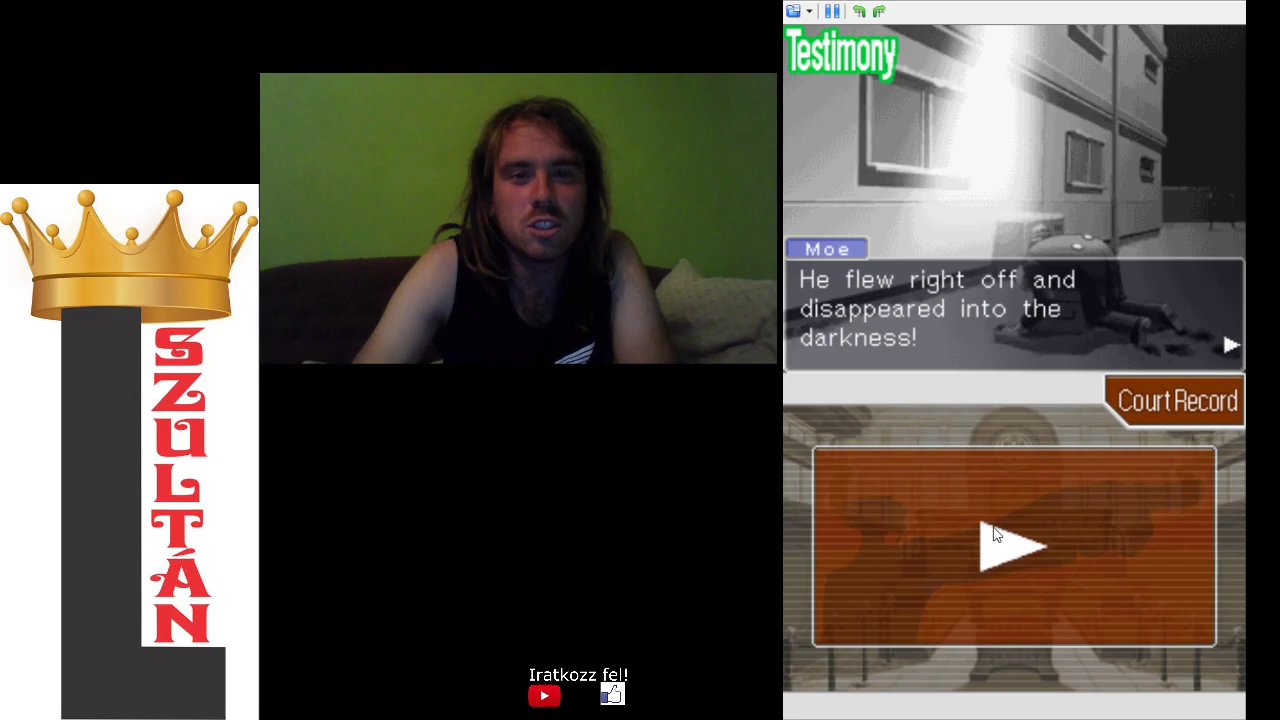 Testimony
Moe
He flew right off and
disappeared into the
darkness!
Court Record
L
SZULTÁN
Iratkozz fel!